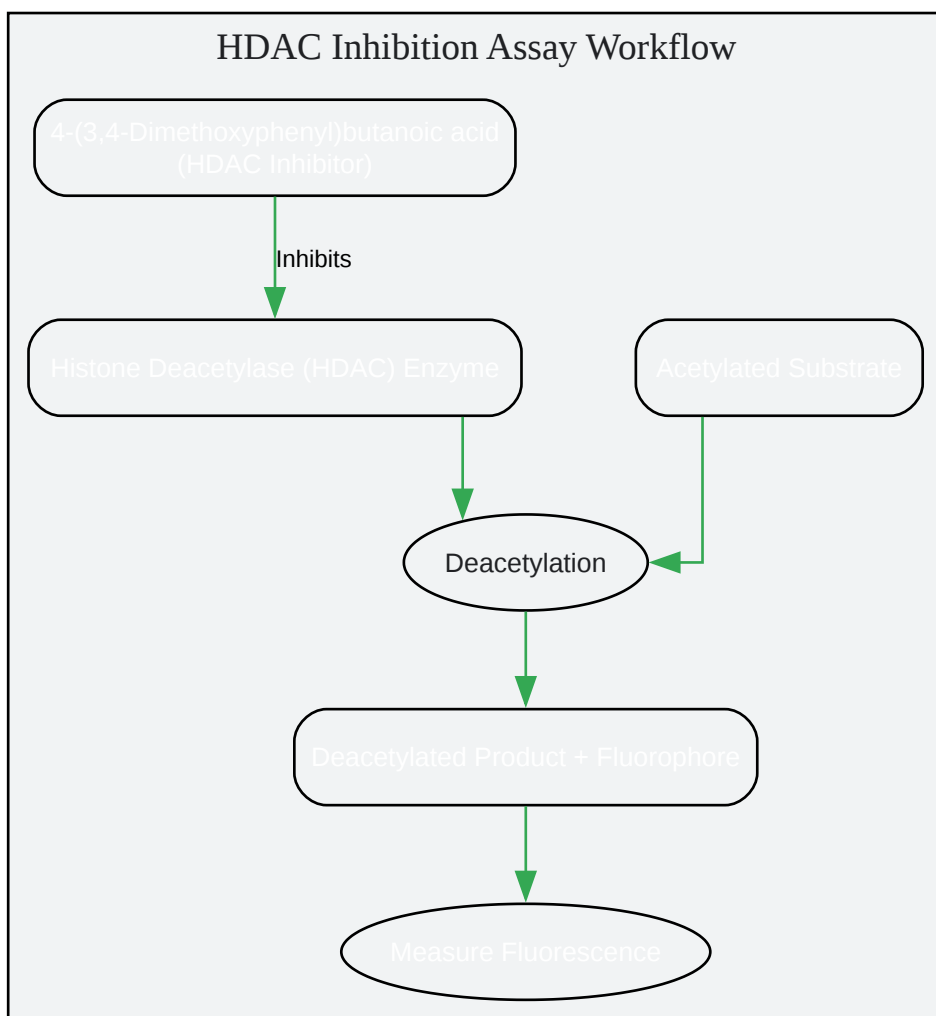 HDAC Inhibition Assay Workflow
4-(3,4-Dimethoxyphenyl)butanoic acid
(HDAC Inhibitor)
Inhibits
Histone Deacetylase (HDAC) Enzyme
Acetylated Substrate
Deacetylation
Deacetylated Product + Fluorophore
Measure Fluorescence